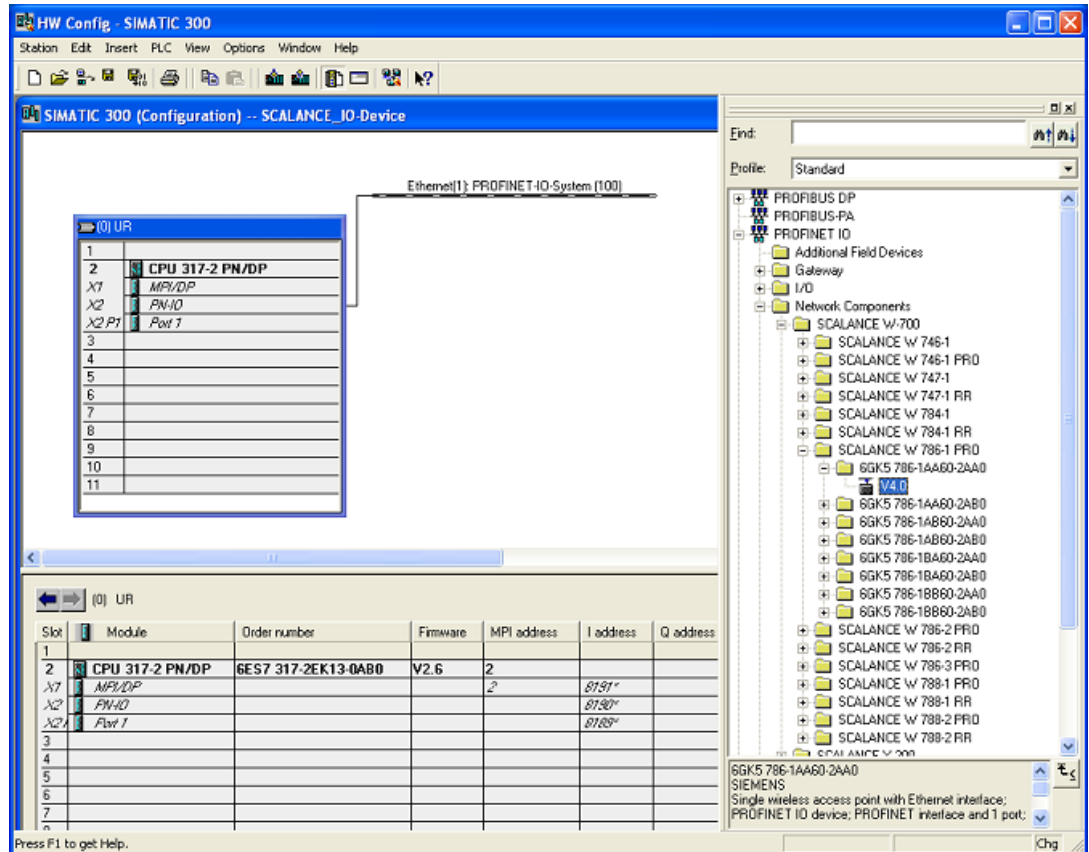 HW Config - SIMATIC 300
Station Edit Insert PLC View Options Window Help
SIMATIC 300 (Configuration) -- SCALANCE_IO-Device
Ethernet(1): PROFINET-IO-System (100)
(0) UR
1
2 CPU 317-2 PN/DP
X1 MPI/DP
X2 PN-IO
X2 P1 Port 1
3
4
5
6
7
8
9
10
11
(0) UR
Slot Module Order number Firmware MPI address I address Q address
1
2 CPU 317-2 PN/DP 6ES7 317-2EK13-0AB0 V2.6 2
X1 MPI/DP 2 8191*
X2 PN-IO 8190*
X2 Port 1 8189*
3
4
5
6
7
Find:
Profile: Standard
PROFIBUS DP
PROFIBUS-PA
PROFINET IO
Additional Field Devices
Gateway
I/O
Network Components
SCALANCE W-700
SCALANCE W 746-1
SCALANCE W 746-1 PRO
SCALANCE W 747-1
SCALANCE W 747-1 RR
SCALANCE W 784-1
SCALANCE W 784-1 RR
SCALANCE W 786-1 PRO
6GK5 786-1AA60-2AA0
V4.0
6GK5 786-1AA60-2AB0
6GK5 786-1AB60-2AA0
6GK5 786-1AB60-2AB0
6GK5 786-1BA60-2AA0
6GK5 786-1BA60-2AB0
6GK5 786-1BB60-2AA0
6GK5 786-1BB60-2AB0
SCALANCE W 786-2 PRO
SCALANCE W 786-2 RR
SCALANCE W 786-3 PRO
SCALANCE W 788-1 PRO
SCALANCE W 788-1 RR
SCALANCE W 788-2 PRO
SCALANCE W 788-2 RR
6GK5 786-1AA60-2AA0
SIEMENS
Single wireless access point with Ethernet interface;
PROFINET IO device; PROFINET interface and 1 port;
Press F1 to get Help.
Chg